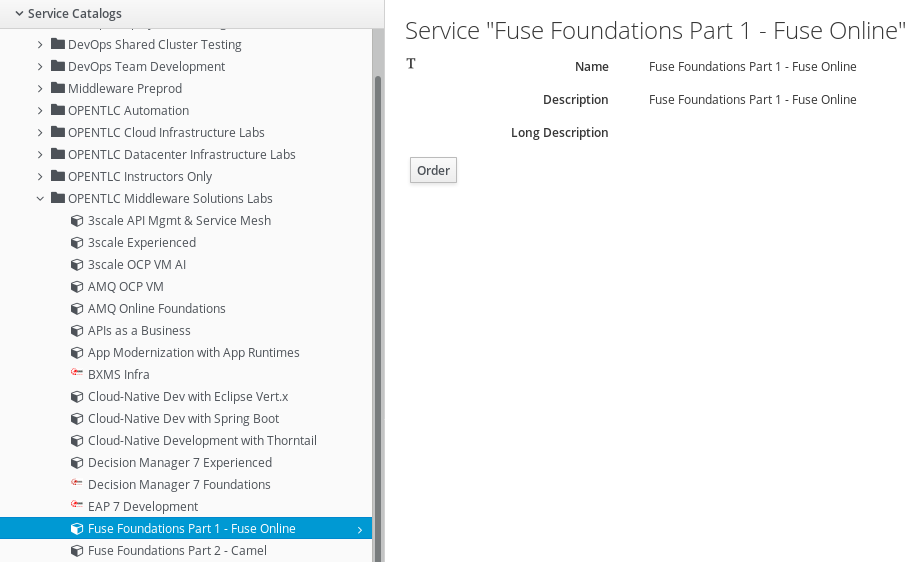 Service Catalogs
DevOps Shared Cluster Testing
DevOps Team Development
Middleware Preprod
OPENTLC Automation
OPENTLC Cloud Infrastructure Labs
OPENTLC Datacenter Infrastructure Labs
OPENTLC Instructors Only
OPENTLC Middleware Solutions Labs
3scale API Mgmt & Service Mesh
3scale Experienced
3scale OCP VM AI
AMQ OCP VM
AMQ Online Foundations
APIs as a Business
App Modernization with App Runtimes
BXMS Infra
Cloud-Native Dev with Eclipse Vert.x
Cloud-Native Dev with Spring Boot
Cloud-Native Development with Thorntail
Decision Manager 7 Experienced
Decision Manager 7 Foundations
EAP 7 Development
Fuse Foundations Part 1 - Fuse Online
Fuse Foundations Part 2 - Camel
Service "Fuse Foundations Part 1 - Fuse Online"
T
Name Fuse Foundations Part 1 - Fuse Online
Description Fuse Foundations Part 1 - Fuse Online
Long Description
Order